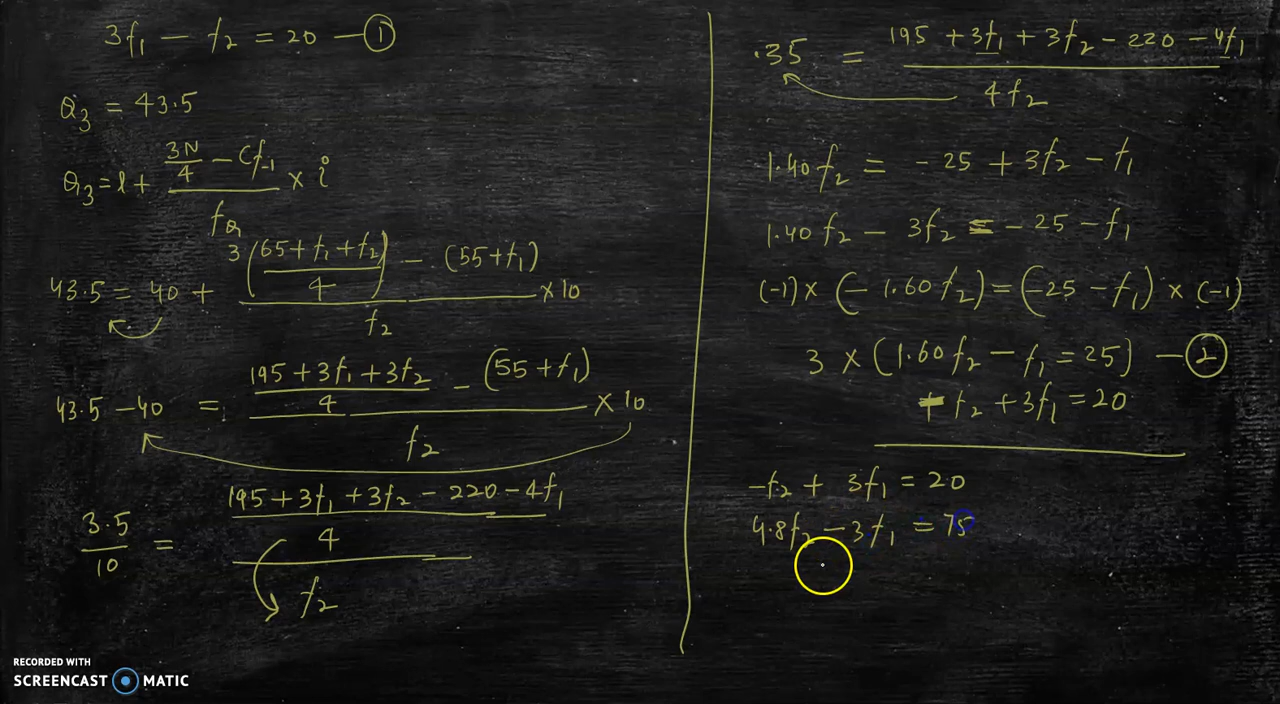 3f₁ − f₂ = 20 — ①
Q₃ = 43.5
Q₃ = l + (3N/4 − Cf₋₁)/fQ₃ × i
43.5 = 40 + (3((65 + f₁ + f₂)/4) − (55 + f₁))/f₂ × 10
43.5 − 40 = ((195 + 3f₁ + 3f₂)/4 − (55 + f₁))/f₂ × 10
3.5/10 = ((195 + 3f₁ + 3f₂ − 220 − 4f₁)/4)/f₂
.35 = (195 + 3f₁ + 3f₂ − 220 − 4f₁)/4f₂
1.40f₂ = −25 + 3f₂ − f₁
1.40f₂ − 3f₂ = −25 − f₁
(−1) × (−1.60f₂) = (−25 − f₁) × (−1)
3 × (1.60f₂ − f₁ = 25) — ②
− f₂ + 3f₁ = 20
−f₂ + 3f₁ = 20
4.8f₂ − 3f₁ = 75
RECORDED WITH
SCREENCAST MATIC